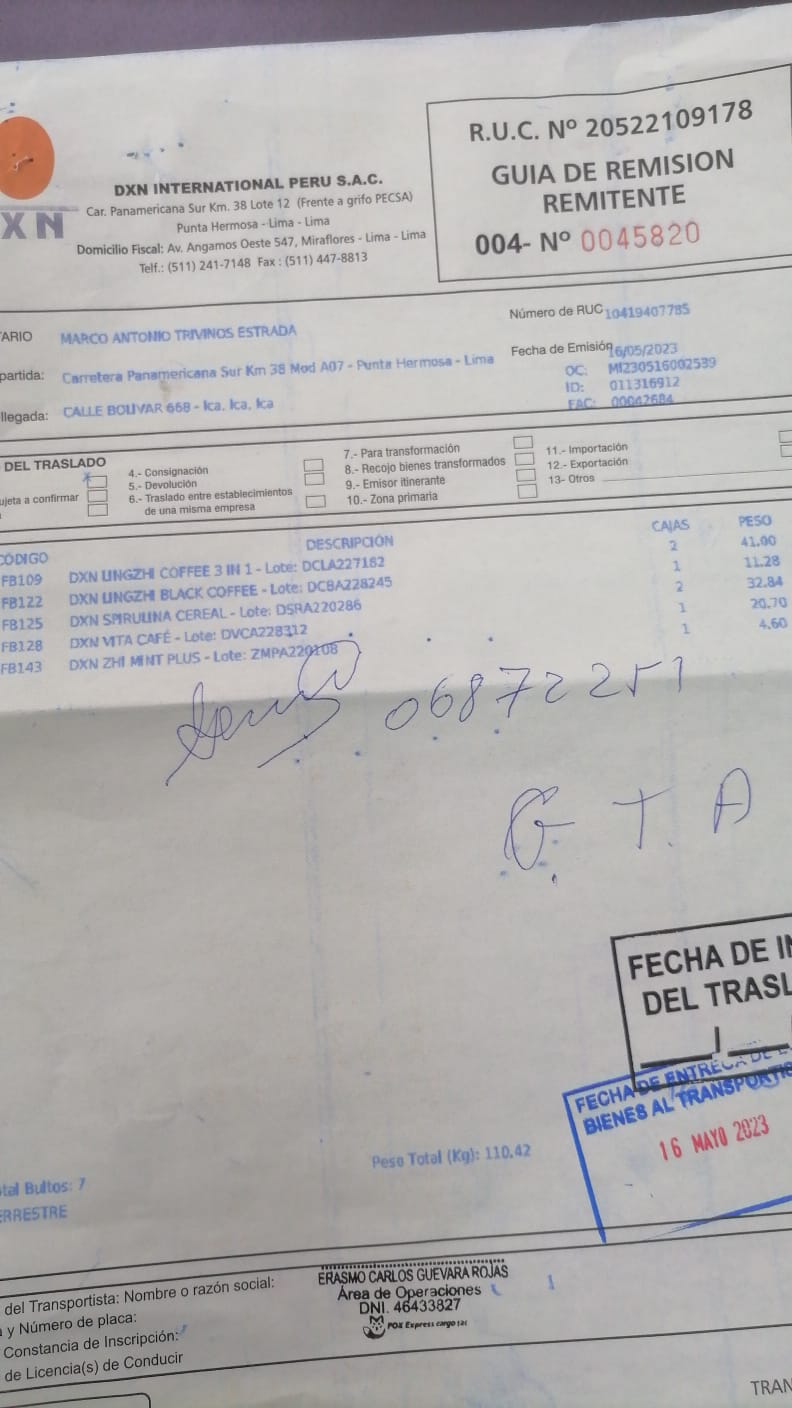 R.U.C. Nº 20522109178
GUIA DE REMISION
REMITENTE
004- Nº 0045820
XN
DXN INTERNATIONAL PERU S.A.C.
Car. Panamericana Sur Km. 38 Lote 12 (Frente a grifo PECSA)
Punta Hermosa - Lima - Lima
Domicilio Fiscal: Av. Angamos Oeste 547, Miraflores - Lima - Lima
Telf.: (511) 241-7148 Fax : (511) 447-8813
ARIO MARCO ANTONIO TRIVINOS ESTRADA Número de RUC 10419407785
partida: Carretera Panamericana Sur Km 38 Mod A07 - Punta Hermosa - Lima Fecha de Emisión 16/05/2023
OC: MI230516002539
ID: 011316912
llegada: CALLE BOLIVAR 668 - Ica, Ica, Ica FAC: 00042684
DEL TRASLADO
ujeta a confirmar
4.- Consignación
5.- Devolución
6.- Traslado entre establecimientos
de una misma empresa
7.- Para transformación
8.- Recojo bienes transformados
9.- Emisor itinerante
10.- Zona primaria
11.- Importación
12.- Exportación
13- Otros
CÓDIGO DESCRIPCIÓN CAJAS PESO
FB109 DXN LINGZHI COFFEE 3 IN 1 - Lote: DCLA227182 2 41.00
FB122 DXN LINGZHI BLACK COFFEE - Lote: DCBA228245 1 11.28
FB125 DXN SPIRULINA CEREAL - Lote: DSRA220286 2 32.84
FB128 DXN VITA CAFÉ - Lote: DVCA228312 1 20.70
FB143 DXN ZHI MINT PLUS - Lote: ZMPA220108 1 4.60
06872251
G. T. A
FECHA DE IN
DEL TRASL
FECHA DE ENTREGA DE
BIENES AL TRANSPORTIS
16 MAYO 2023
Peso Total (Kg): 110.42
tal Bultos: 7
ERRESTRE
del Transportista: Nombre o razón social:
y Número de placa:
Constancia de Inscripción:
de Licencia(s) de Conducir
ERASMO CARLOS GUEVARA ROJAS
Área de Operaciones
DNI. 46433827
FOX Express cargo
TRAN